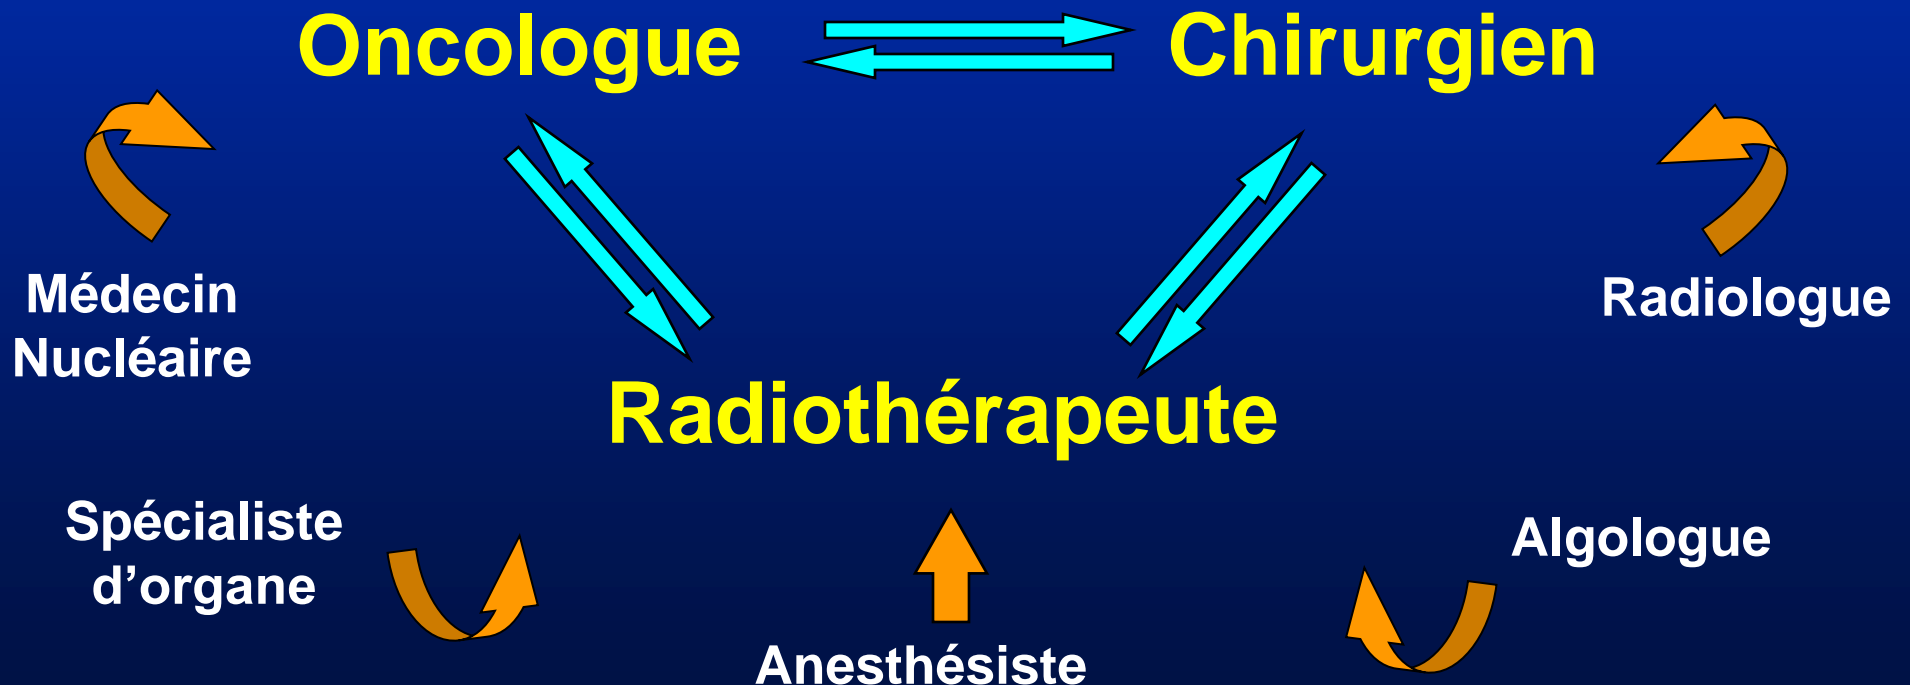 Oncologue
Chirurgien
Médecin
Nucléaire
Radiologue
Radiothérapeute
Spécialiste
d’organe
Algologue
Anesthésiste